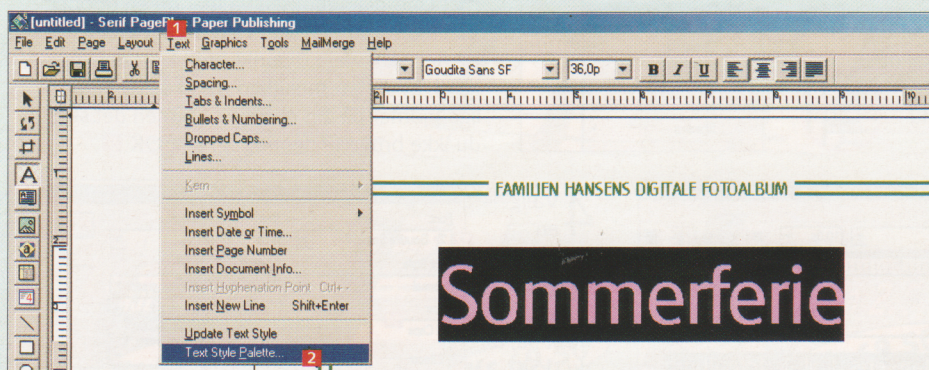 [untitled] - Serif PagePlus Paper Publishing
1
File Edit Page Layout Text Graphics Tools MailMerge Help
Goudita Sans SF 36,0p B I U
Character...
Spacing...
Tabs & Indents...
Bullets & Numbering...
Dropped Caps...
Lines...
Kern
Insert Symbol
Insert Date or Time...
Insert Page Number
Insert Document Info...
Insert Hyphenation Point Ctrl+-
Insert New Line Shift+Enter
Update Text Style
Text Style Palette... 2
A
FAMILIEN HANSENS DIGITALE FOTOALBUM
Sommerferie